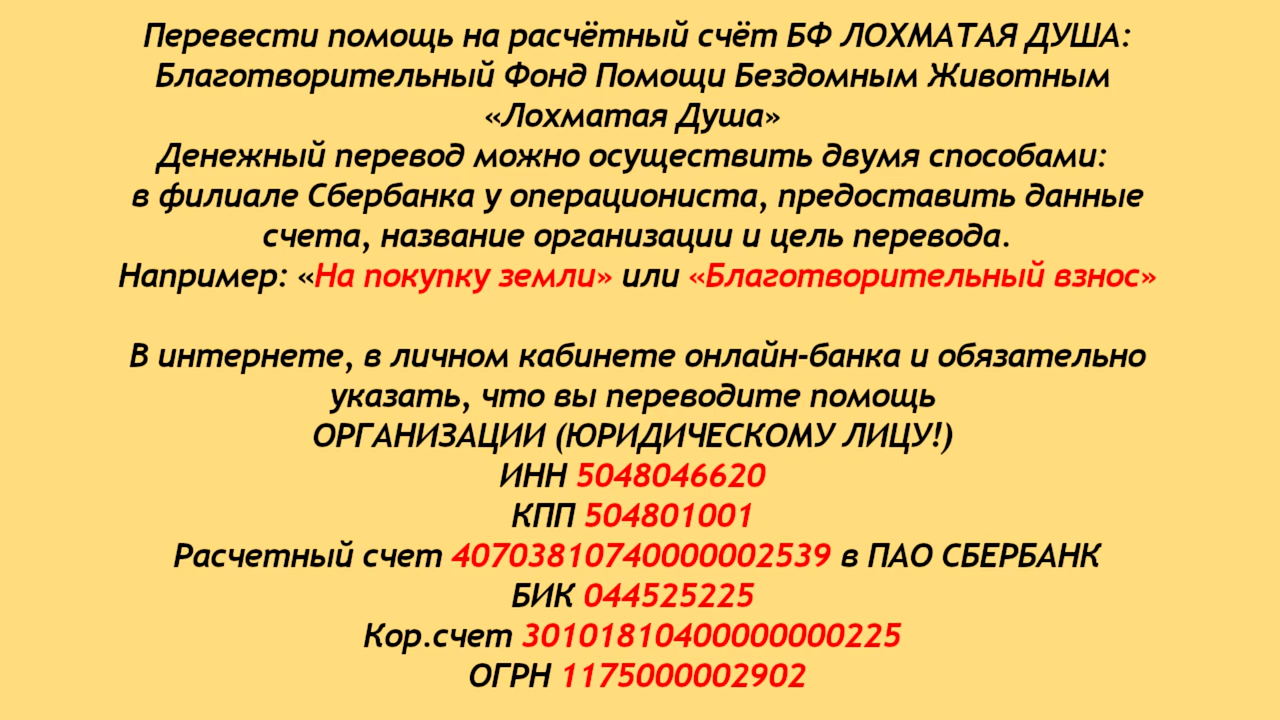 Перевести помощь на расчётный счёт БФ ЛОХМАТАЯ ДУША:
Благотворительный Фонд Помощи Бездомным Животным
«Лохматая Душа»
Денежный перевод можно осуществить двумя способами:
в филиале Сбербанка у операциониста, предоставить данные
счета, название организации и цель перевода.
Например: «На покупку земли» или «Благотворительный взнос»
В интернете, в личном кабинете онлайн-банка и обязательно
указать, что вы переводите помощь
ОРГАНИЗАЦИИ (ЮРИДИЧЕСКОМУ ЛИЦУ!)
ИНН 5048046620
КПП 504801001
Расчетный счет 40703810740000002539 в ПАО СБЕРБАНК
БИК 044525225
Кор.счет 30101810400000000225
ОГРН 1175000002902